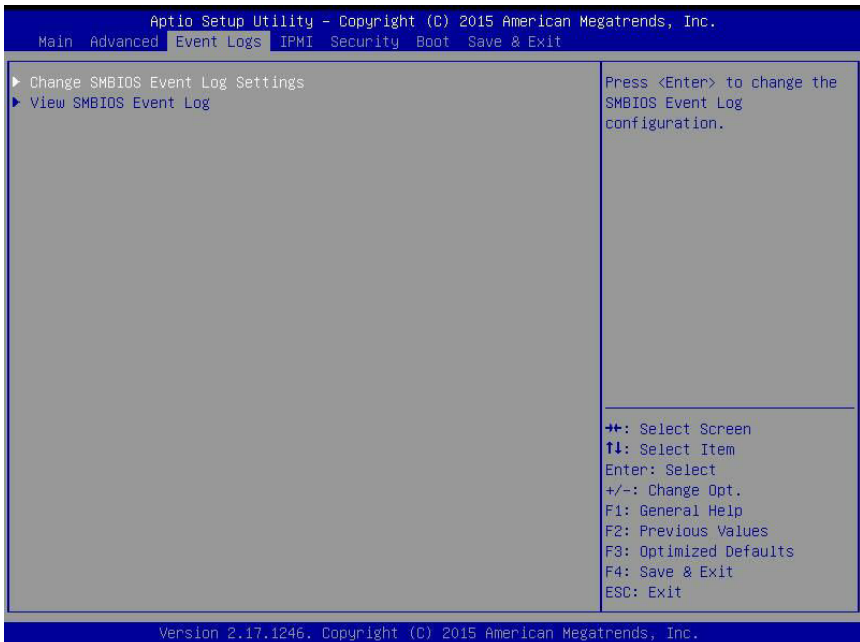 Aptio Setup Utility – Copyright (C) 2015 American Megatrends, Inc.
Main Advanced Event Logs IPMI Security Boot Save & Exit
▶ Change SMBIOS Event Log Settings
▶ View SMBIOS Event Log
Press <Enter> to change the
SMBIOS Event Log
configuration.
→←: Select Screen
↑↓: Select Item
Enter: Select
+/-: Change Opt.
F1: General Help
F2: Previous Values
F3: Optimized Defaults
F4: Save & Exit
ESC: Exit
Version 2.17.1246. Copyright (C) 2015 American Megatrends, Inc.